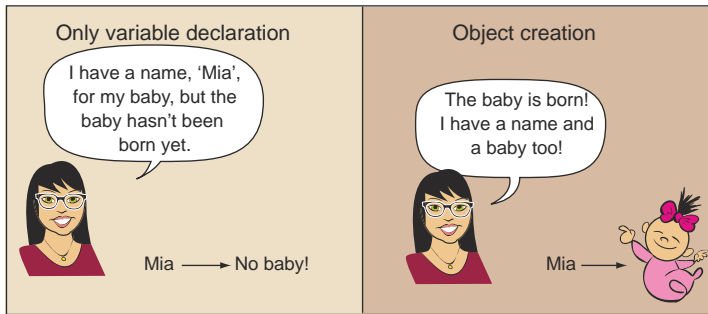 Only variable declaration
I have a name, ‘Mia’,
for my baby, but the
baby hasn’t been
born yet.
Mia → No baby!
Object creation
The baby is born!
I have a name and
a baby too!
Mia →